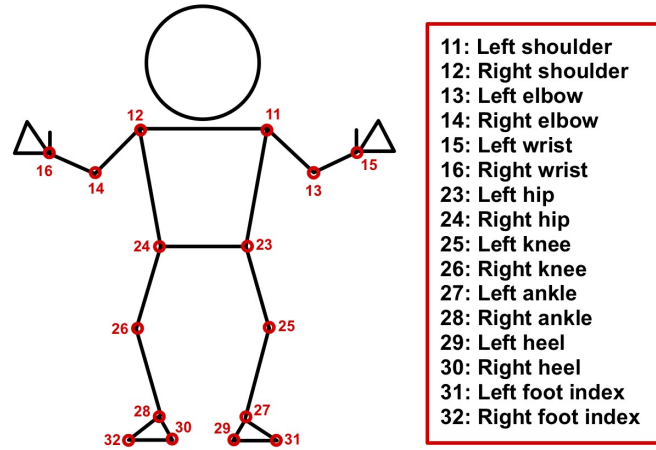 12
11
16
14
13
15
24
23
26
25
28
27
32
30
29
31
11: Left shoulder
12: Right shoulder
13: Left elbow
14: Right elbow
15: Left wrist
16: Right wrist
23: Left hip
24: Right hip
25: Left knee
26: Right knee
27: Left ankle
28: Right ankle
29: Left heel
30: Right heel
31: Left foot index
32: Right foot index